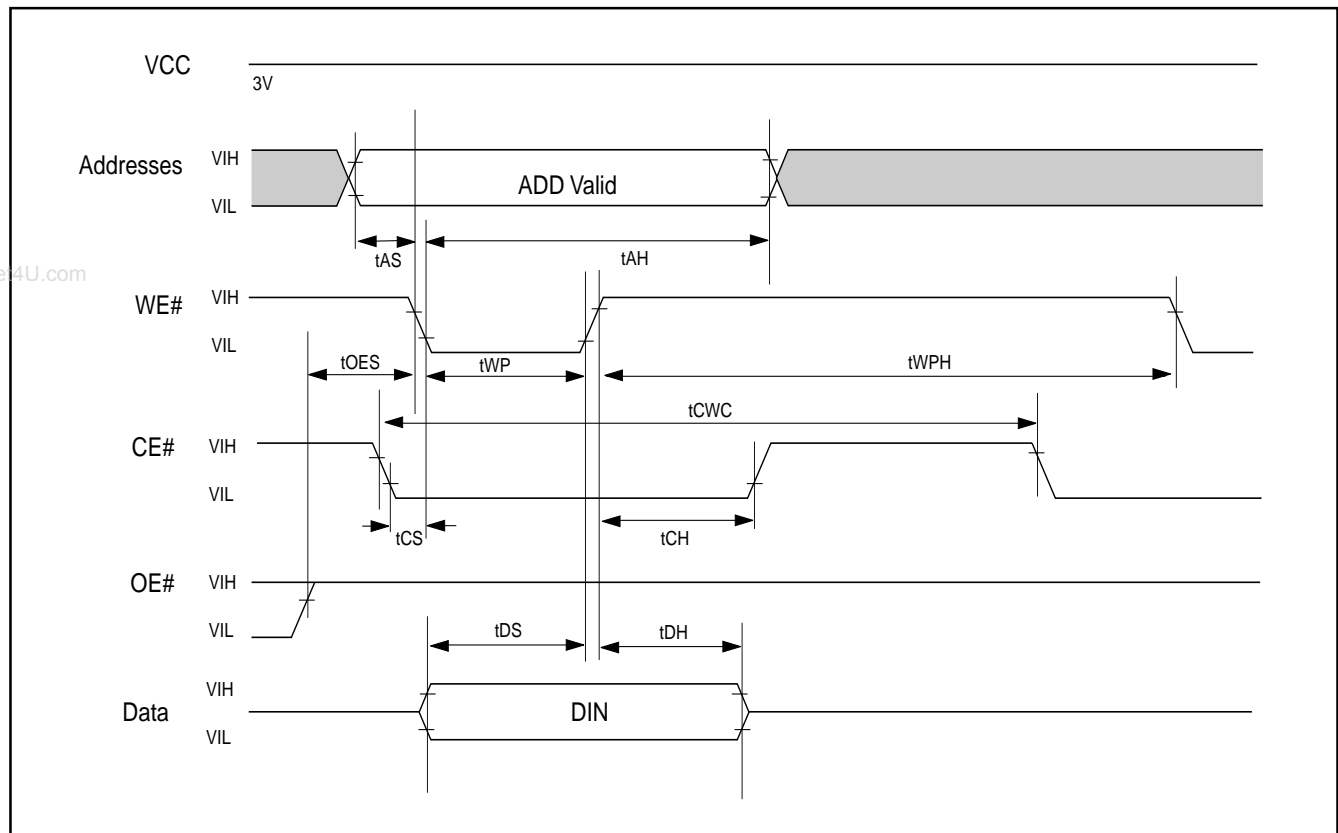 VCC
3V
Addresses
VIH
ADD Valid
VIL
tAS
tAH
et4U.com
WE#
VIH
VIL
tOES
tWP
tWPH
tCWC
CE#
VIH
VIL
tCS
tCH
OE#
VIH
VIL
tDS
tDH
VIH
Data
DIN
VIL